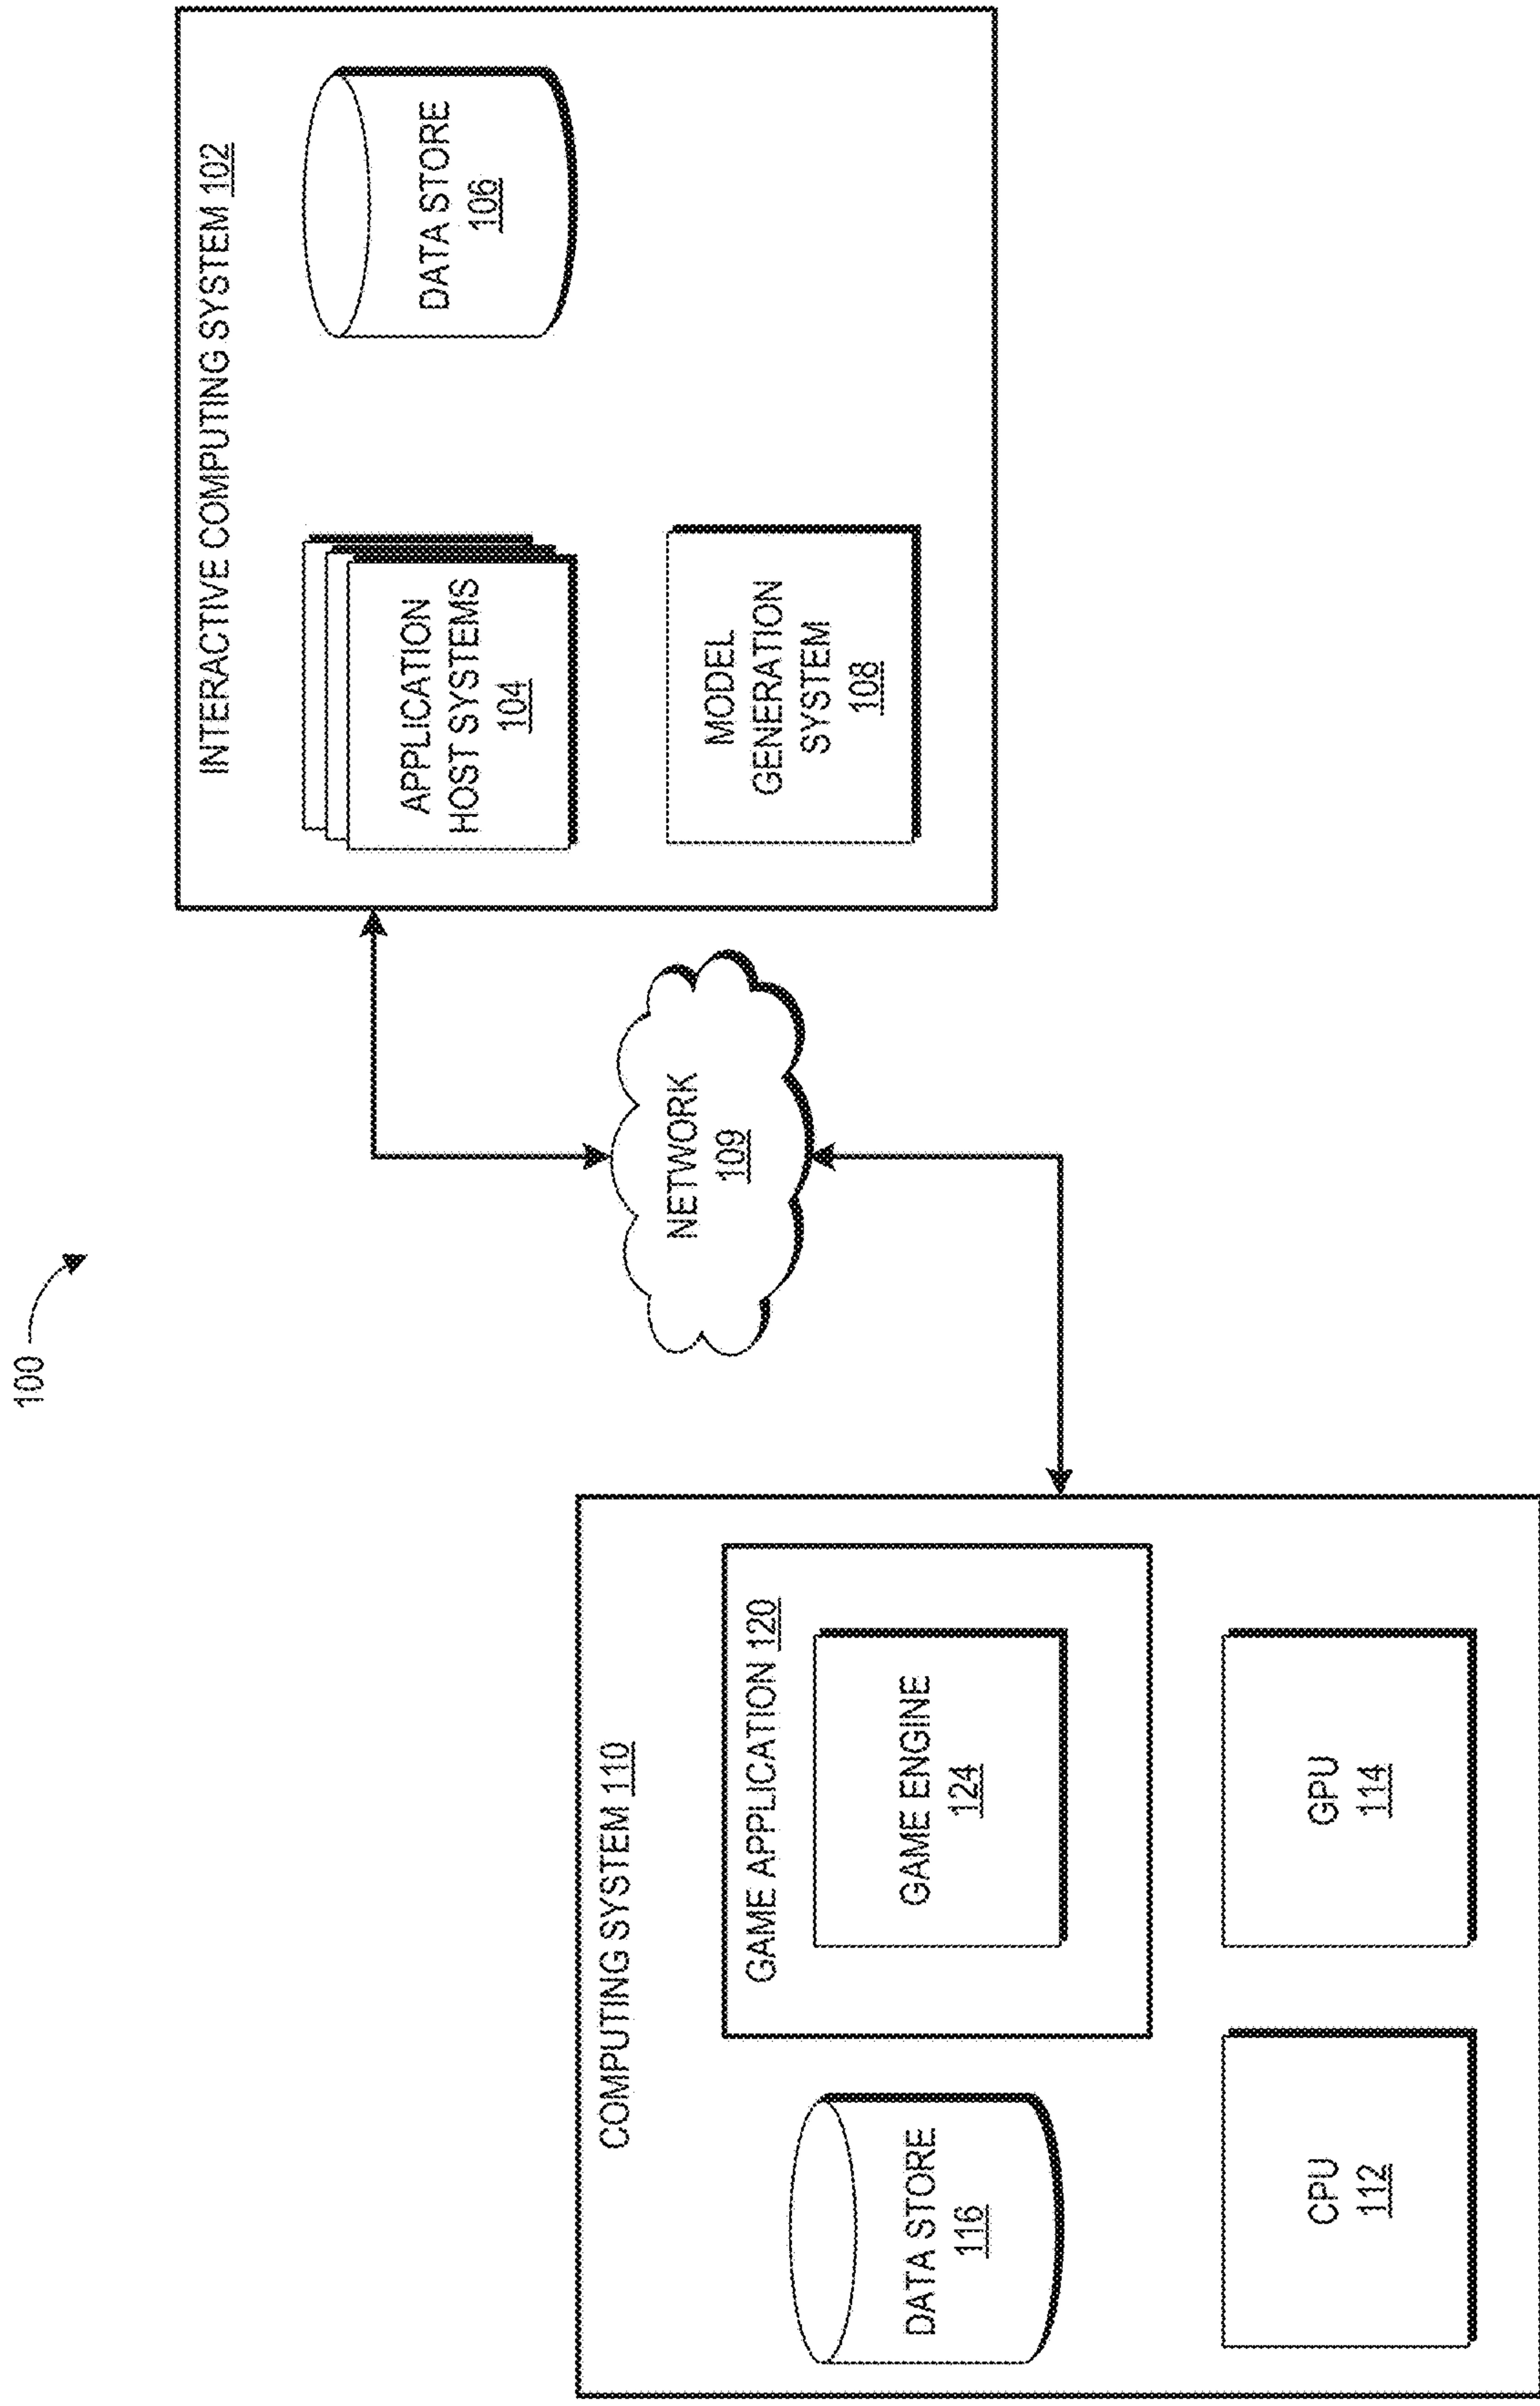 100
COMPUTING SYSTEM 110
DATA STORE
116
GAME APPLICATION 120
GAME ENGINE
124
CPU
112
GPU
114
NETWORK
109
INTERACTIVE COMPUTING SYSTEM 102
APPLICATION
HOST SYSTEMS
104
DATA STORE
106
MODEL
GENERATION
SYSTEM
108